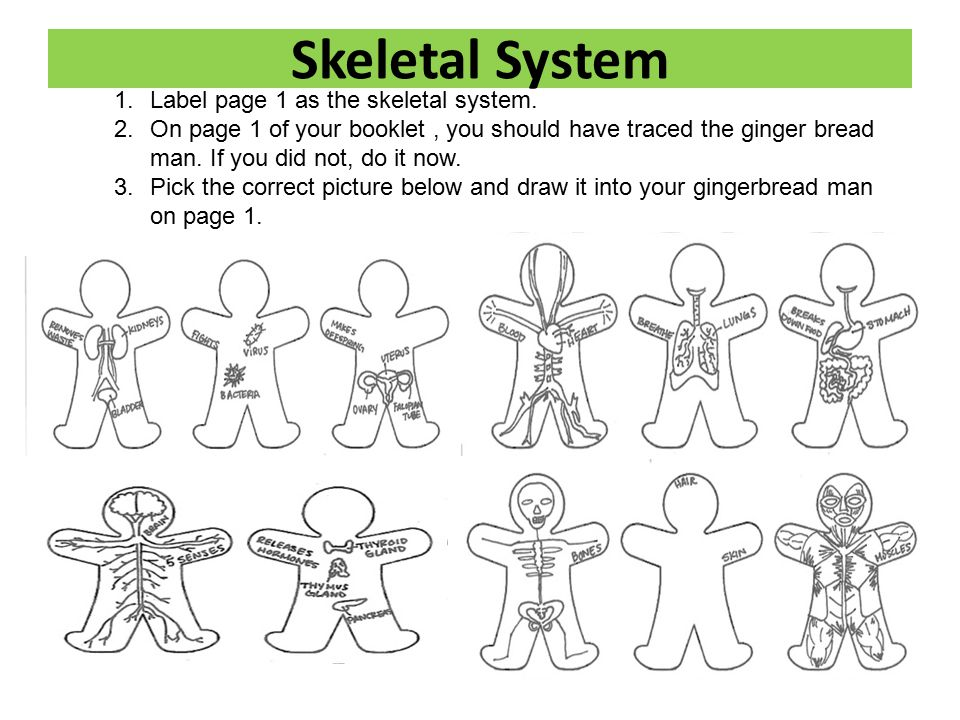 Skeletal System
1. Label page 1 as the skeletal system.
2. On page 1 of your booklet , you should have traced the ginger bread
man. If you did not, do it now.
3. Pick the correct picture below and draw it into your gingerbread man
on page 1.
REMOVES
WASTE
KIDNEYS
BLADDER
FIGHTS
VIRUS
BACTERIA
MAKES
OFFSPRING
UTERUS
OVARY
FALOPIAN
TUBE
BLOOD
HEART
BREATHE
LUNGS
BREAKS
DOWN FOOD
STOMACH
BRAIN
5 SENSES
RELEASES
HORMONES
THYROID
GLAND
THYMUS
GLAND
PANCREAS
BONES
HAIR
SKIN
MUSCLES